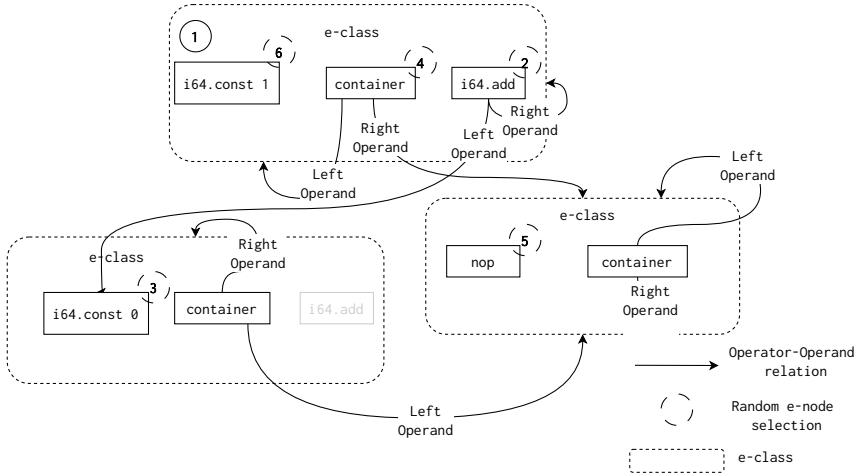 1
e-class
6
4
2
i64.const 1
container
i64.add
Right
Operand
Right
Operand
Left
Operand
Left
Operand
Left
Operand
e-class
5
nop
container
Right
Operand
e-class
Right
Operand
3
i64.const 0
container
i64.add
Left
Operand
Operator-Operand
relation
Random e-node
selection
e-class